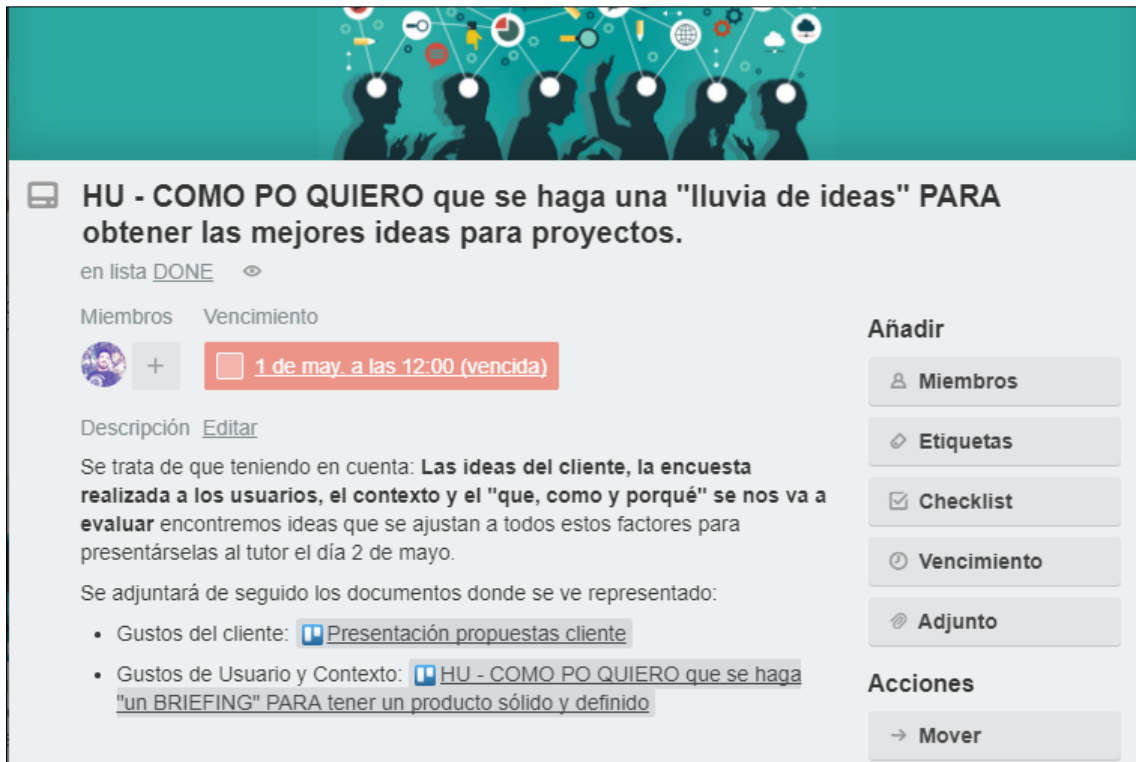 HU - COMO PO QUIERO que se haga una "lluvia de ideas" PARA
obtener las mejores ideas para proyectos.
en lista DONE
Miembros Vencimiento
+ 1 de may. a las 12:00 (vencida)
Descripción Editar
Se trata de que teniendo en cuenta: Las ideas del cliente, la encuesta
realizada a los usuarios, el contexto y el "que, como y porqué" se nos va a
evaluar encontremos ideas que se ajustan a todos estos factores para
presentárselas al tutor el día 2 de mayo.
Se adjuntará de seguido los documentos donde se ve representado:
• Gustos del cliente: Presentación propuestas cliente
• Gustos de Usuario y Contexto: HU - COMO PO QUIERO que se haga
"un BRIEFING" PARA tener un producto sólido y definido
Añadir
Miembros
Etiquetas
Checklist
Vencimiento
Adjunto
Acciones
→ Mover